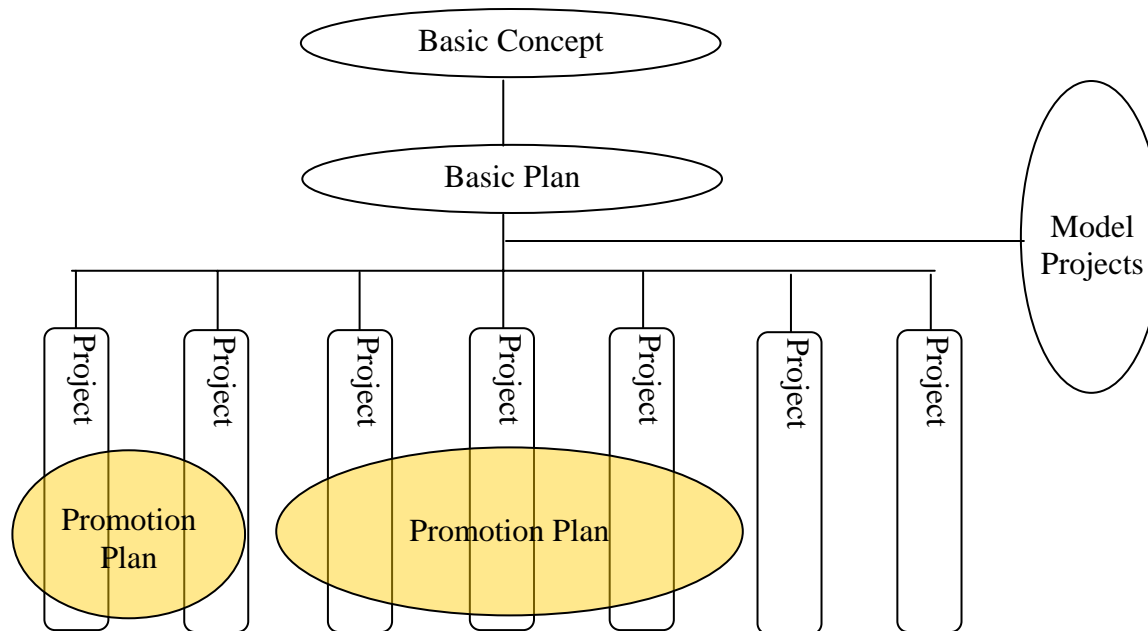 Basic Concept
Basic Plan
Model
Projects
Project
Project
Project
Project
Project
Project
Project
Promotion
Plan
Promotion Plan